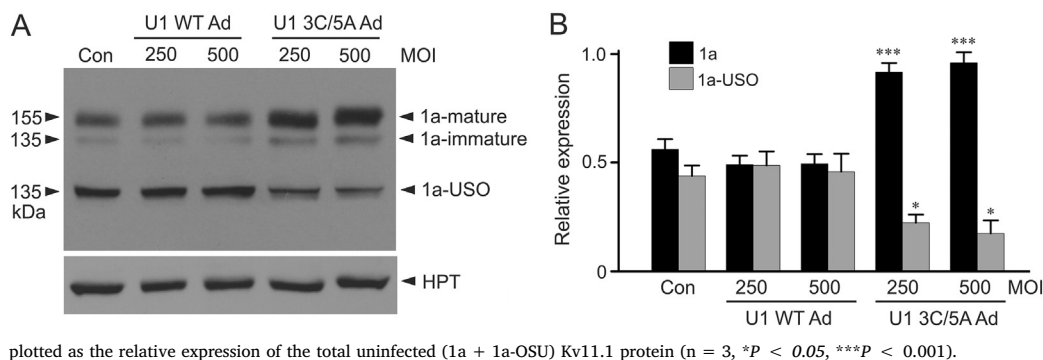 A
U1 WT Ad U1 3C/5A Ad
Con 250 500 250 500 MOI
155 1a-mature
135 1a-immature
135 1a-USO
kDa
HPT
B
1a
1a-USO
*** ***
* *
1.0
0.5
0
Relative expression
Con 250 500 250 500 MOI
U1 WT Ad U1 3C/5A Ad
plotted as the relative expression of the total uninfected (1a + 1a-OSU) Kv11.1 protein (n = 3, *P < 0.05, ***P < 0.001).